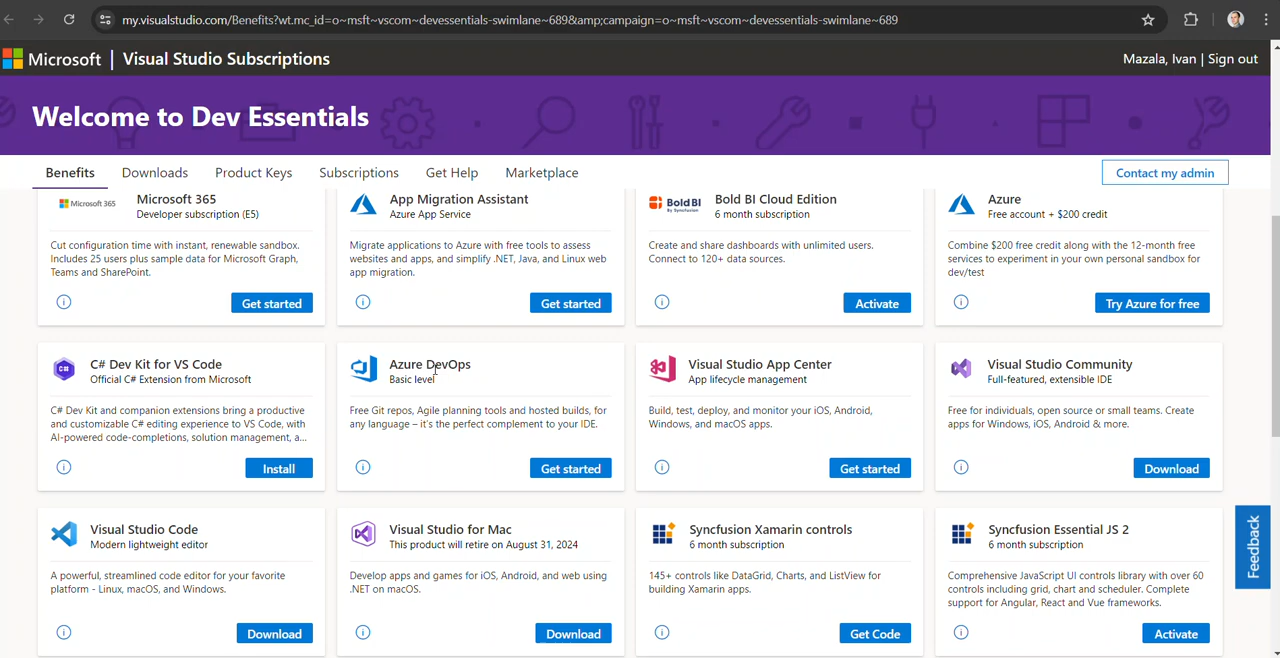 my.visualstudio.com/Benefits?wt.mc_id=o~msft~vscom~devessentials-swimlane~689&amp;campaign=o~msft~vscom~devessentials-swimlane~689
Microsoft | Visual Studio Subscriptions
Mazala, Ivan | Sign out
Welcome to Dev Essentials
Benefits
Downloads
Product Keys
Subscriptions
Get Help
Marketplace
Contact my admin
Microsoft 365
Microsoft 365
Developer subscription (E5)
Cut configuration time with instant, renewable sandbox.
Includes 25 users plus sample data for Microsoft Graph,
Teams and SharePoint.
Get started
App Migration Assistant
Azure App Service
Migrate applications to Azure with free tools to assess
websites and apps, and simplify .NET, Java, and Linux web
app migration.
Get started
Bold BI
By Syncfusion
Bold BI Cloud Edition
6 month subscription
Create and share dashboards with unlimited users.
Connect to 120+ data sources.
Activate
Azure
Free account + $200 credit
Combine $200 free credit along with the 12-month free
services to experiment in your own personal sandbox for
dev/test
Try Azure for free
C#
C# Dev Kit for VS Code
Official C# Extension from Microsoft
C# Dev Kit and companion extensions bring a productive
and customizable C# editing experience to VS Code, with
AI-powered code-completions, solution management, a...
Install
Azure DevOps
Basic level
Free Git repos, Agile planning tools and hosted builds, for
any language – it's the perfect complement to your IDE.
Get started
Visual Studio App Center
App lifecycle management
Build, test, deploy, and monitor your iOS, Android,
Windows, and macOS apps.
Get started
Visual Studio Community
Full-featured, extensible IDE
Free for individuals, open source or small teams. Create
apps for Windows, iOS, Android & more.
Download
Visual Studio Code
Modern lightweight editor
A powerful, streamlined code editor for your favorite
platform - Linux, macOS, and Windows.
Download
Visual Studio for Mac
This product will retire on August 31, 2024
Develop apps and games for iOS, Android, and web using
.NET on macOS.
Download
Syncfusion Xamarin controls
6 month subscription
145+ controls like DataGrid, Charts, and ListView for
building Xamarin apps.
Get Code
Syncfusion Essential JS 2
6 month subscription
Comprehensive JavaScript UI controls library with over 60
controls including grid, chart and scheduler. Complete
support for Angular, React and Vue frameworks.
Activate
Feedback